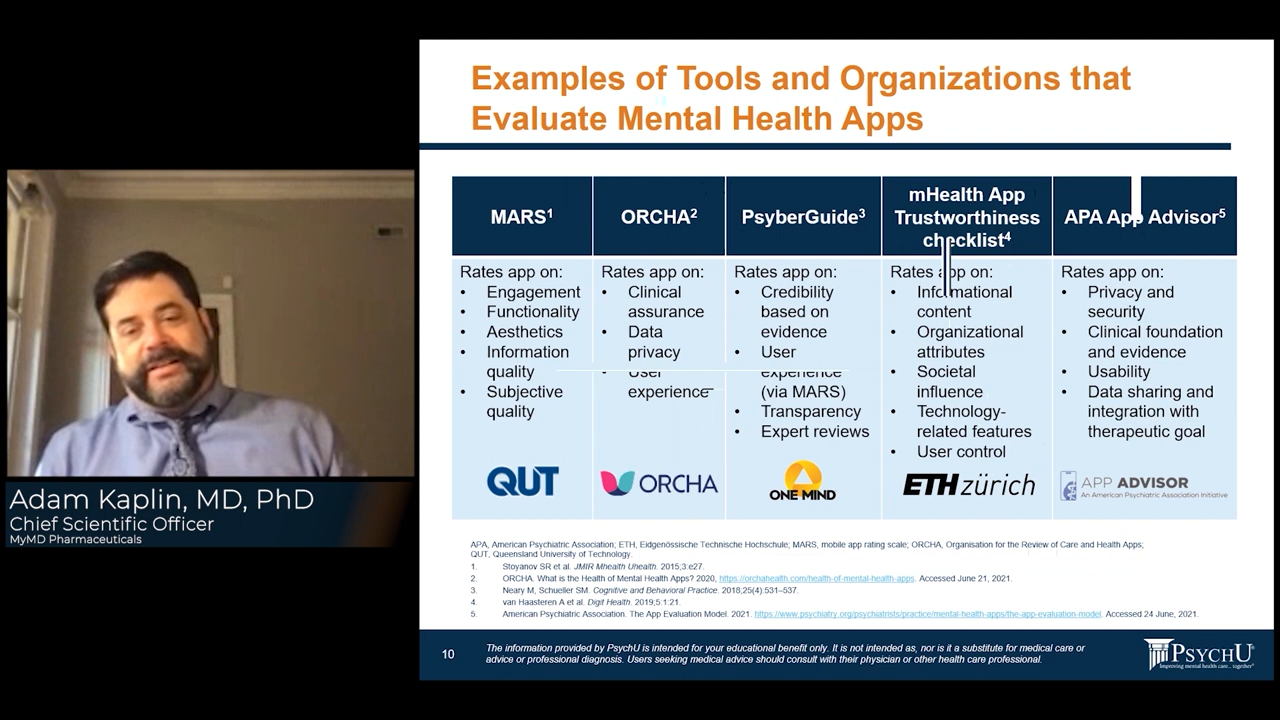 Adam Kaplin, MD, PhD
Chief Scientific Officer
MyMD Pharmaceuticals
Examples of Tools and Organizations that
Evaluate Mental Health Apps
MARS1
Rates app on:
• Engagement
• Functionality
• Aesthetics
• Information
quality
• Subjective
quality
QUT
ORCHA2
Rates app on:
• Clinical
assurance
• Data
privacy
• User
experience
ORCHA
PsyberGuide3
Rates app on:
• Credibility
based on
evidence
• User
experience
(via MARS)
• Transparency
• Expert reviews
ONE MIND
mHealth App
Trustworthiness
checklist4
Rates app on:
• Informational
content
• Organizational
attributes
• Societal
influence
• Technology-
related features
• User control
ETH zürich
APA App Advisor5
Rates app on:
• Privacy and
security
• Clinical foundation
and evidence
• Usability
• Data sharing and
integration with
therapeutic goal
APP ADVISOR
An American Psychiatric Association Initiative
APA, American Psychiatric Association; ETH, Eidgenössische Technische Hochschule; MARS, mobile app rating scale; ORCHA, Organisation for the Review of Care and Health Apps;
QUT, Queensland University of Technology.
1. Stoyanov SR et al. JMIR Mhealth Uhealth. 2015;3:e27.
2. ORCHA. What is the Health of Mental Health Apps? 2020, https://orchahealth.com/health-of-mental-health-apps. Accessed June 21, 2021.
3. Neary M, Schueller SM. Cognitive and Behavioral Practice. 2018;25(4):531–537.
4. van Haasteren A et al. Digit Health. 2019;5:1:21.
5. American Psychiatric Association. The App Evaluation Model. 2021. https://www.psychiatry.org/psychiatrists/practice/mental-health-apps/the-app-evaluation-model. Accessed 24 June, 2021.
10
The information provided by PsychU is intended for your educational benefit only. It is not intended as, nor is it a substitute for medical care or
advice or professional diagnosis. Users seeking medical advice should consult with their physician or other health care professional.
PSYCHU
Improving mental health care... together